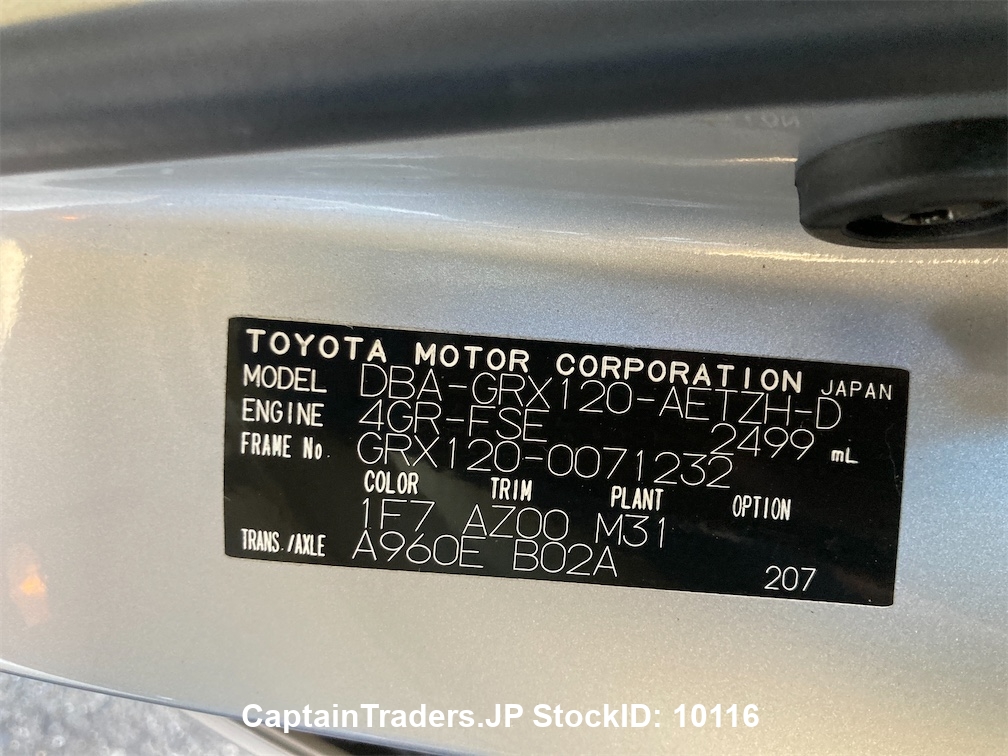 TOYOTA MOTOR CORPORATION JAPAN
MODEL DBA-GRX120-AETZH-D
ENGINE 4GR-FSE 2499 mL
FRAME No. GRX120-0071232
COLOR TRIM PLANT OPTION
1F7 AZ00 M31
TRANS./AXLE A960E B02A 207
CaptainTraders.JP StockID: 10116